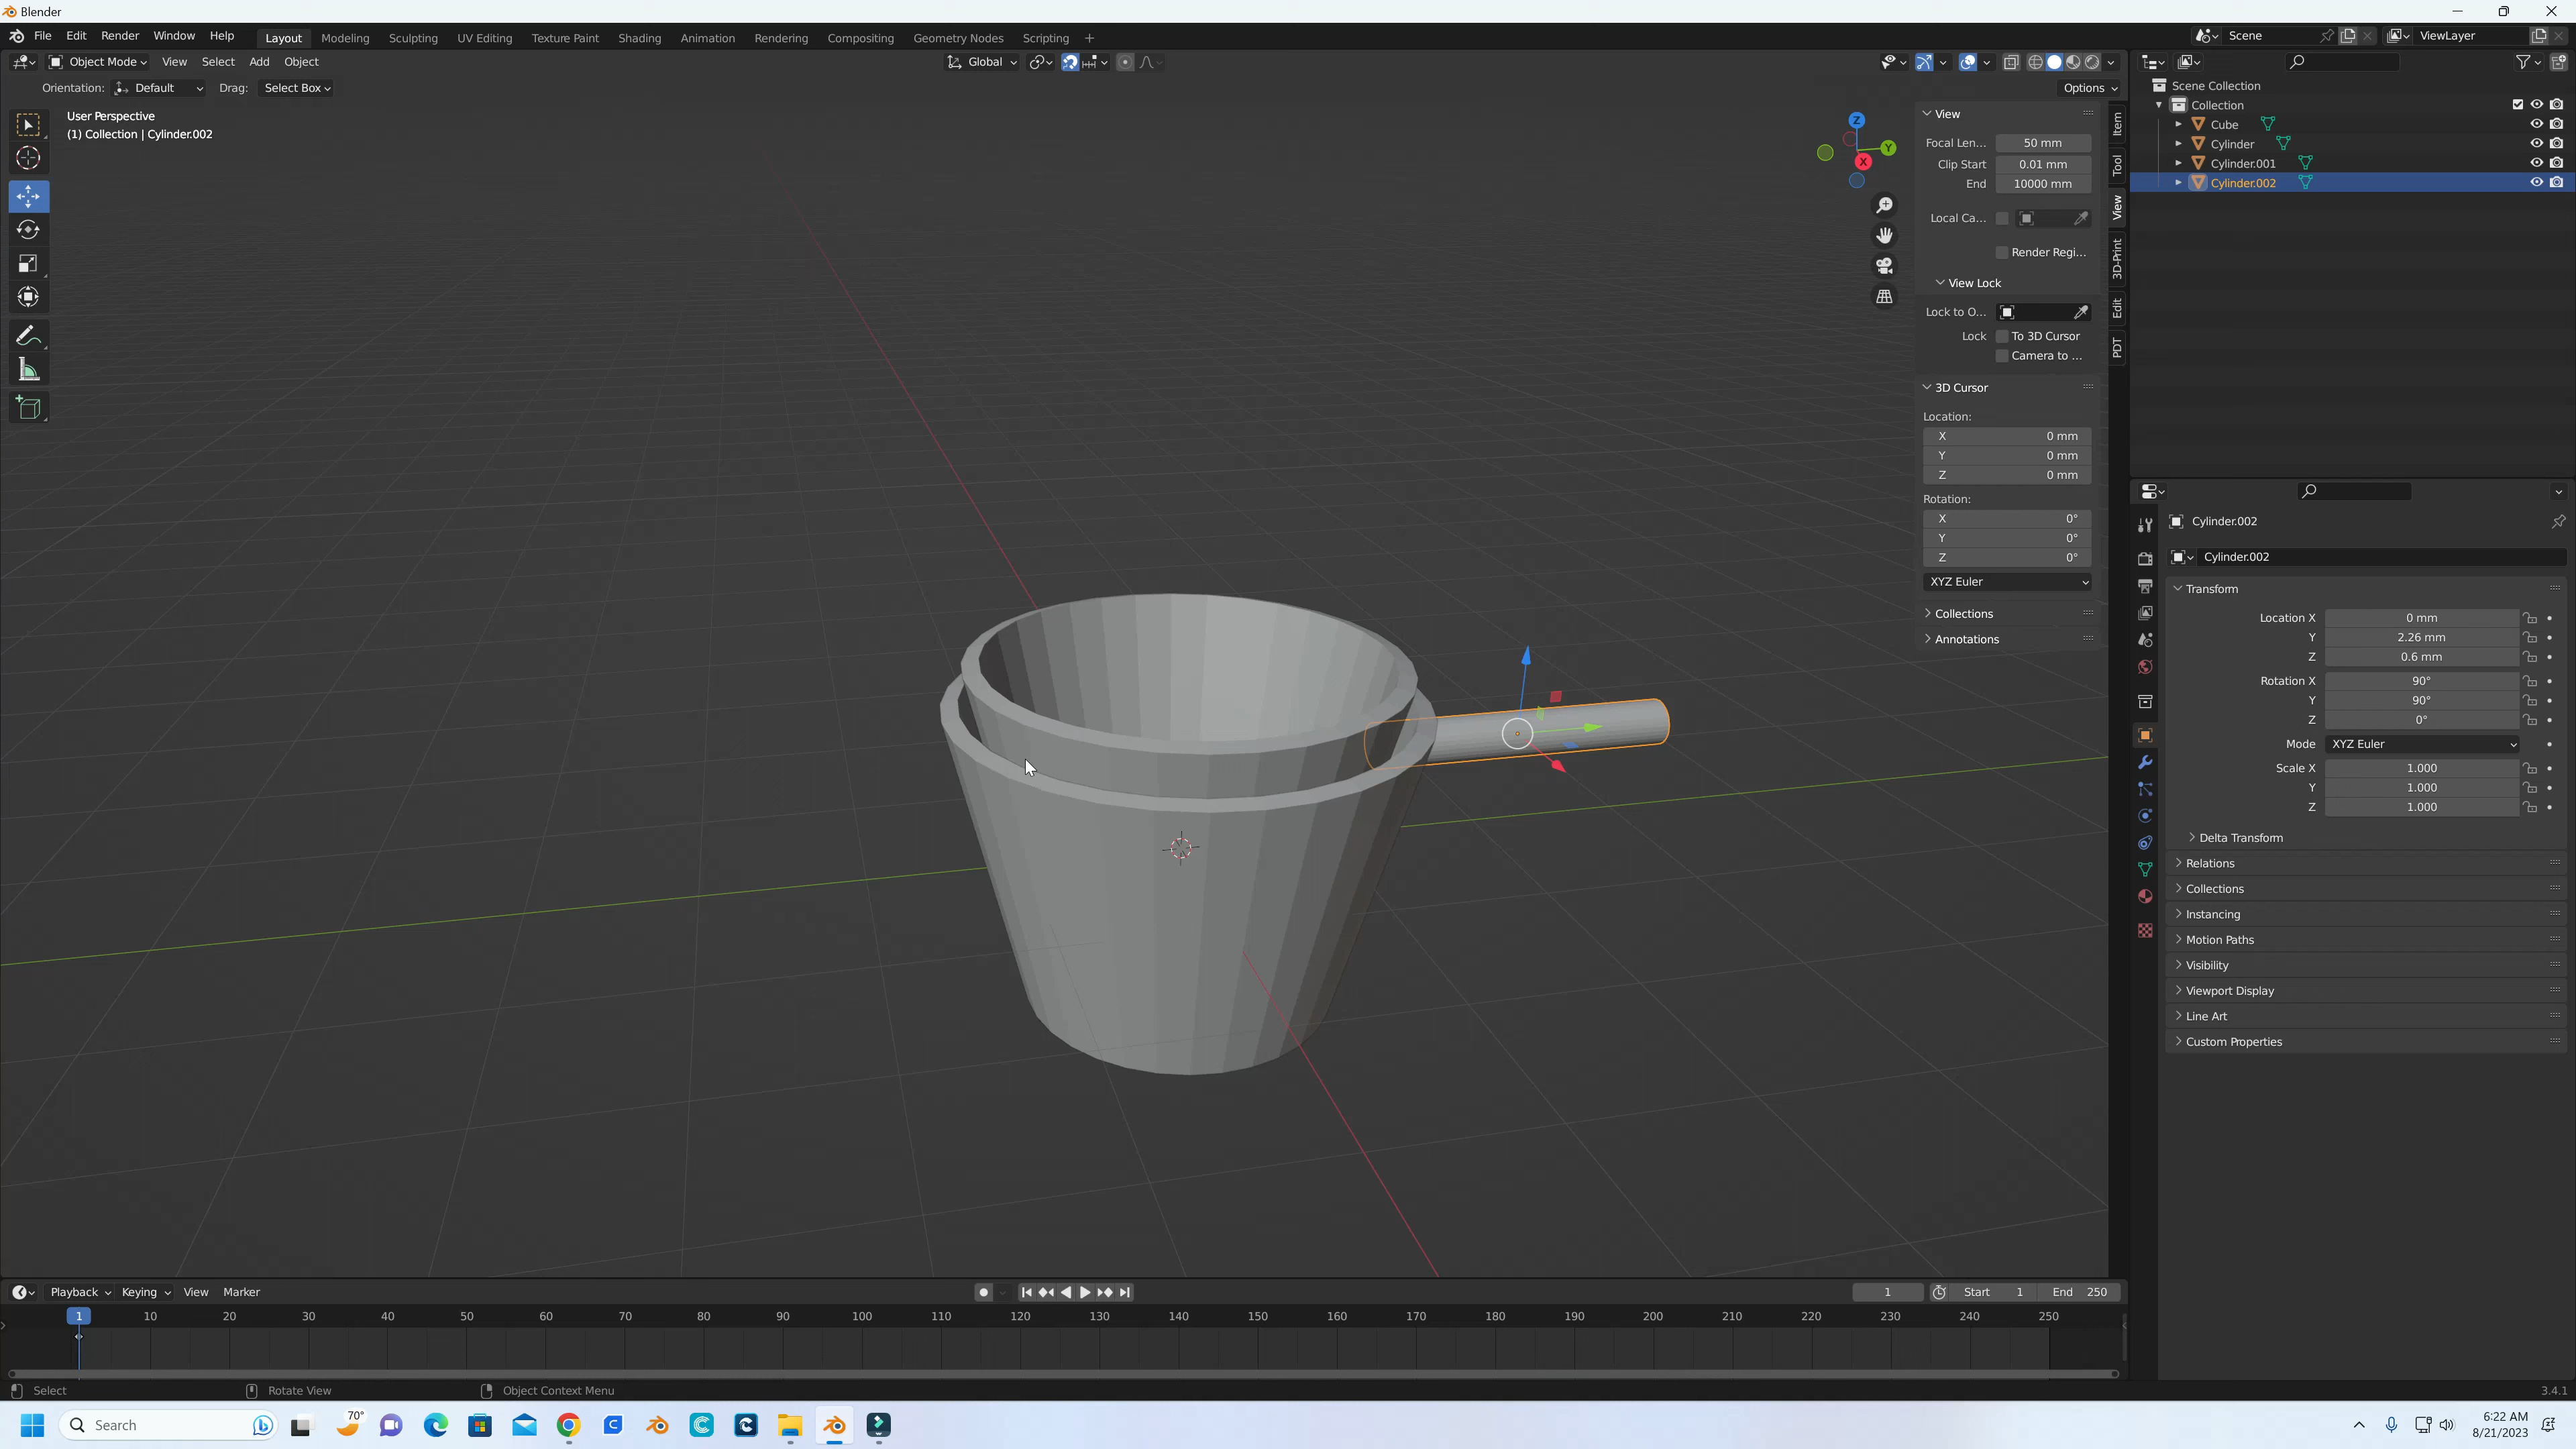 Blender
File Edit Render Window Help Layout Modeling Sculpting UV Editing Texture Paint Shading Animation Rendering Compositing Geometry Nodes Scripting + Scene ViewLayer
Object Mode View Select Add Object Global
Orientation: Default Drag: Select Box Options
User Perspective
(1) Collection | Cylinder.002
Z
Y
X
View
Focal Len... 50 mm
Clip Start 0.01 mm
End 10000 mm
Local Ca...
Render Regi...
View Lock
Lock to O...
Lock To 3D Cursor
Camera to ...
3D Cursor
Location:
X 0 mm
Y 0 mm
Z 0 mm
Rotation:
X 0°
Y 0°
Z 0°
XYZ Euler
Collections
Annotations
Item
Tool
View
3D-Print
Edit
PDT
Scene Collection
Collection
Cube
Cylinder
Cylinder.001
Cylinder.002
Cylinder.002
Cylinder.002
Transform
Location X 0 mm
Y 2.26 mm
Z 0.6 mm
Rotation X 90°
Y 90°
Z 0°
Mode XYZ Euler
Scale X 1.000
Y 1.000
Z 1.000
Delta Transform
Relations
Collections
Instancing
Motion Paths
Visibility
Viewport Display
Line Art
Custom Properties
Playback Keying View Marker 1 Start 1 End 250
1 10 20 30 40 50 60 70 80 90 100 110 120 130 140 150 160 170 180 190 200 210 220 230 240 250
Select Rotate View Object Context Menu 3.4.1
Search 70° 6:22 AM
8/21/2023